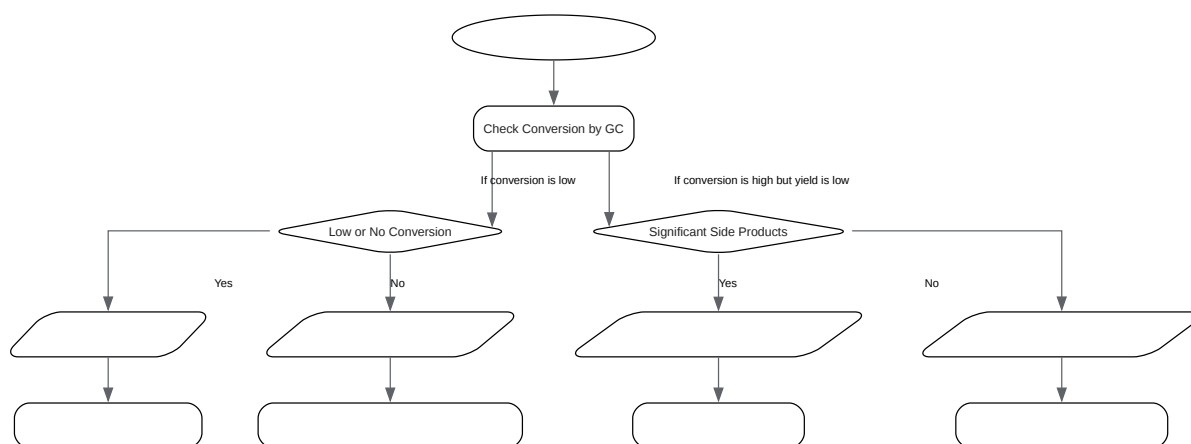 Check Conversion by GC
If conversion is low
If conversion is high but yield is low
Low or No Conversion
Significant Side Products
Yes
No
Yes
No